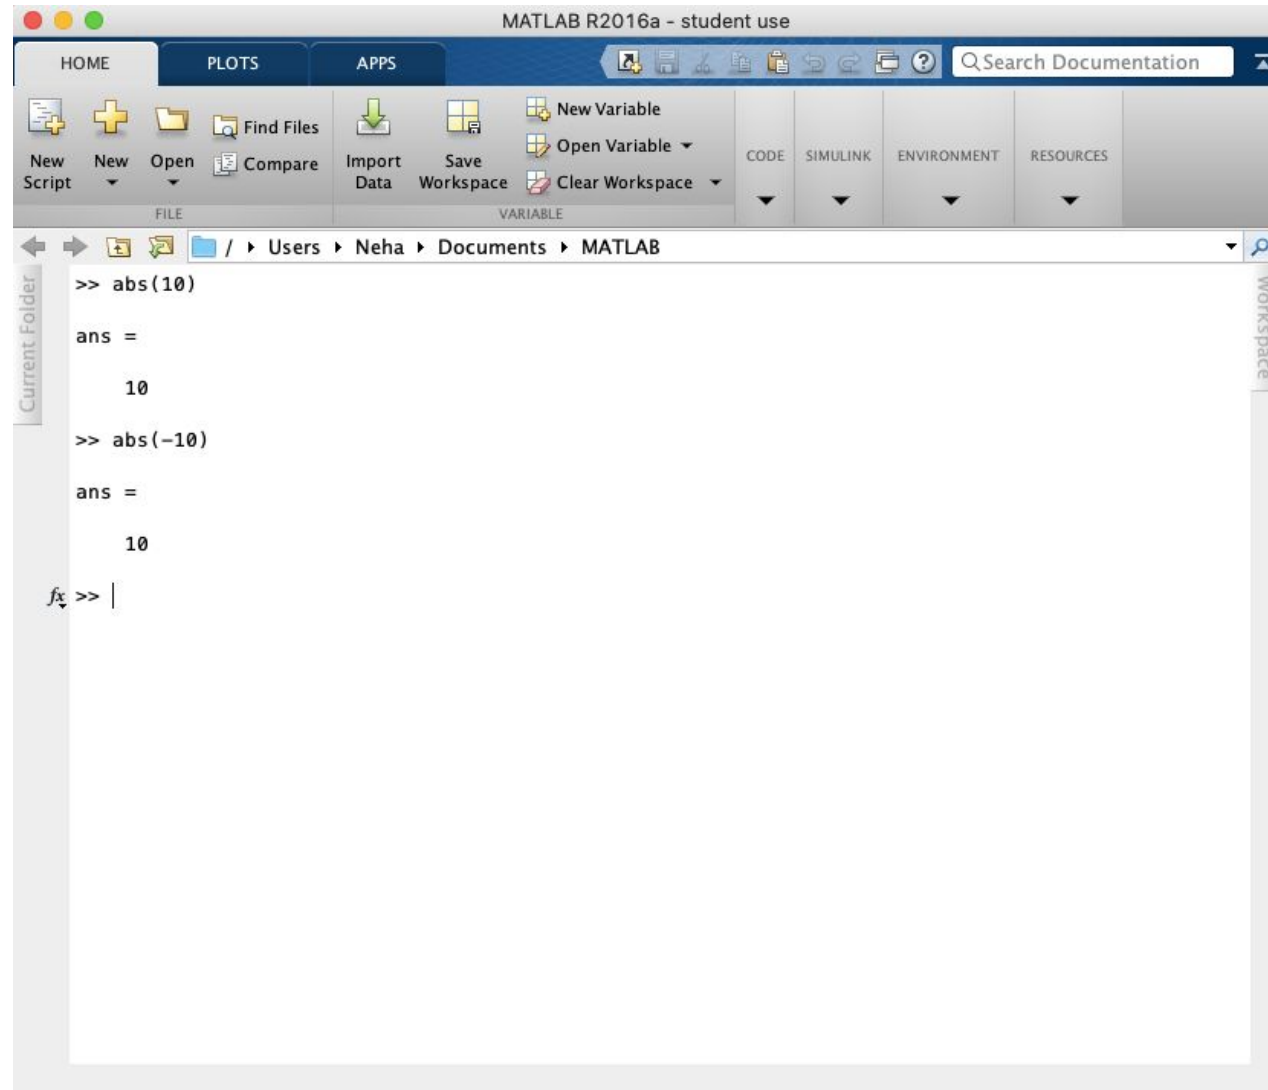 MATLAB R2016a - student use
HOME PLOTS APPS Search Documentation
New Script
New
Open
Find Files
Compare
FILE
Import Data
Save Workspace
New Variable
Open Variable
Clear Workspace
VARIABLE
CODE
SIMULINK
ENVIRONMENT
RESOURCES
/ Users Neha Documents MATLAB
Current Folder
Workspace
>> abs(10)
ans =
10
>> abs(-10)
ans =
10
fx >>